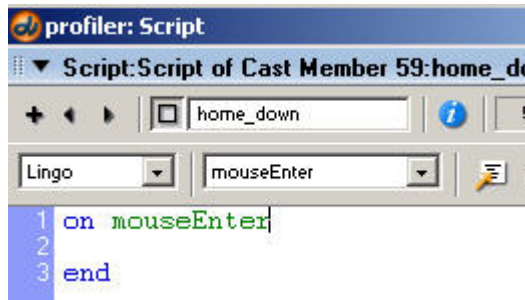 profiler: Script
Script:Script of Cast Member 59:home_d
home_down
Lingo mouseEnter
1 on mouseEnter
2
3 end